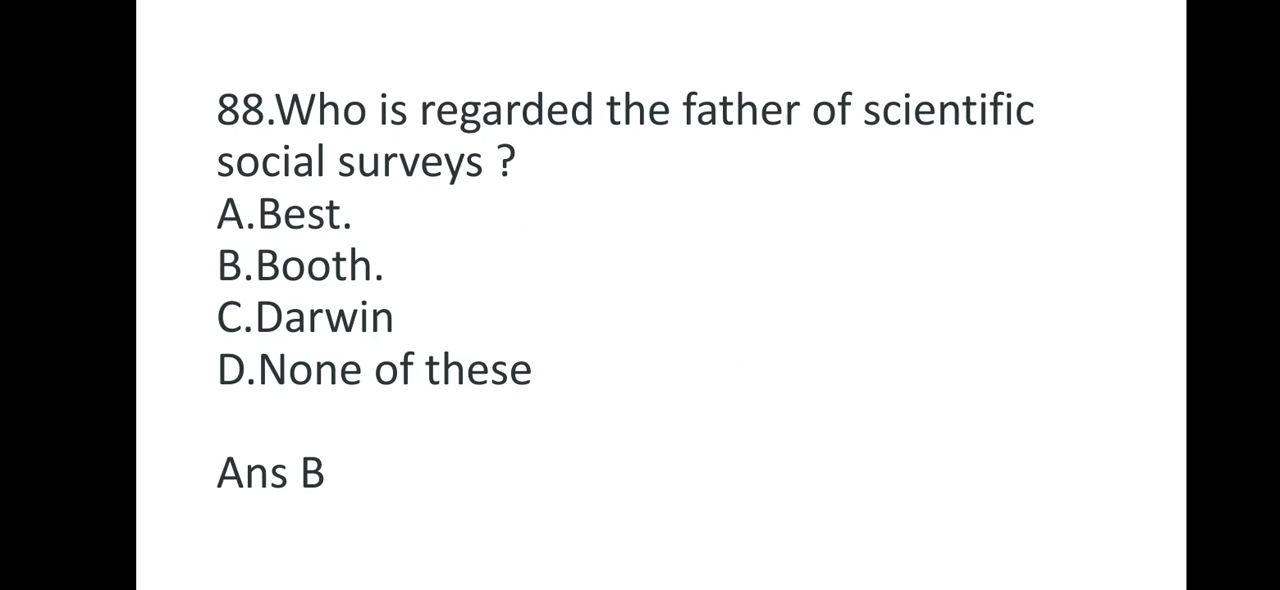 88.Who is regarded the father of scientific
social surveys ?
A.Best.
B.Booth.
C.Darwin
D.None of these
Ans B